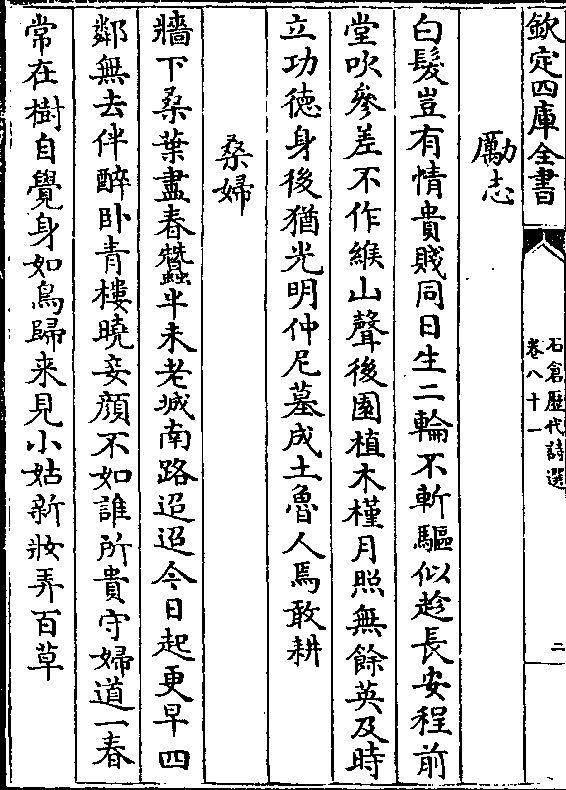 欽定四庫全書
石倉歷代詩選
卷八十一
二
勵志
白髮豈有情貴賤同日生二輪不斬驅似趁長安程前
堂吹參差不作緱山聲後園植木槿月照無餘英及時
立功德身後猶光明仲尼墓成土魯人焉敢耕
桑婦
牆下桑葉盡春蠶半未老城南路迢迢今日起更早四
鄰無去伴醉臥青樓曉妾顏不如誰所貴守婦道一春
常在樹自覺身如鳥歸来見小姑新妝弄百草